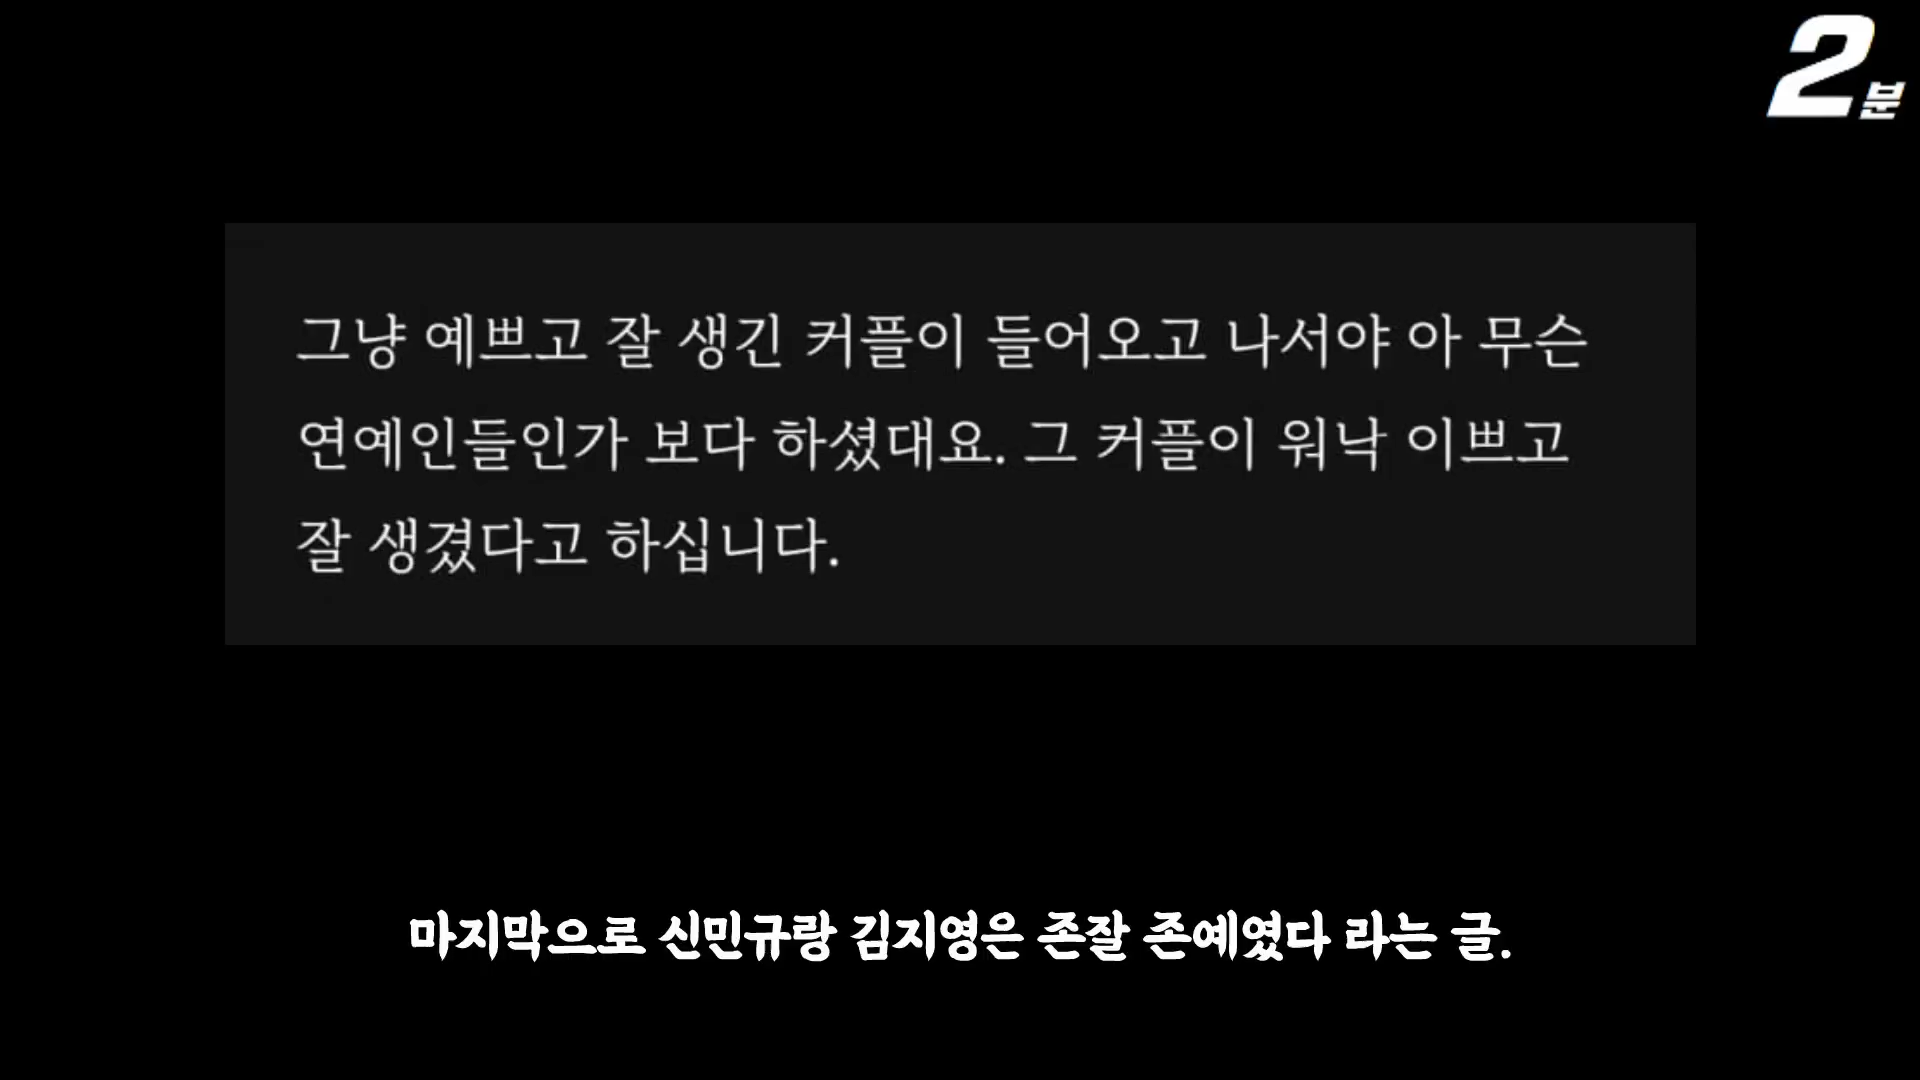 2분
그냥 예쁘고 잘 생긴 커플이 들어오고 나서야 아 무슨
연예인들인가 보다 하셨대요. 그 커플이 워낙 이쁘고
잘 생겼다고 하십니다.
마지막으로 신민규랑 김지영은 존잘 존예였다 라는 글.